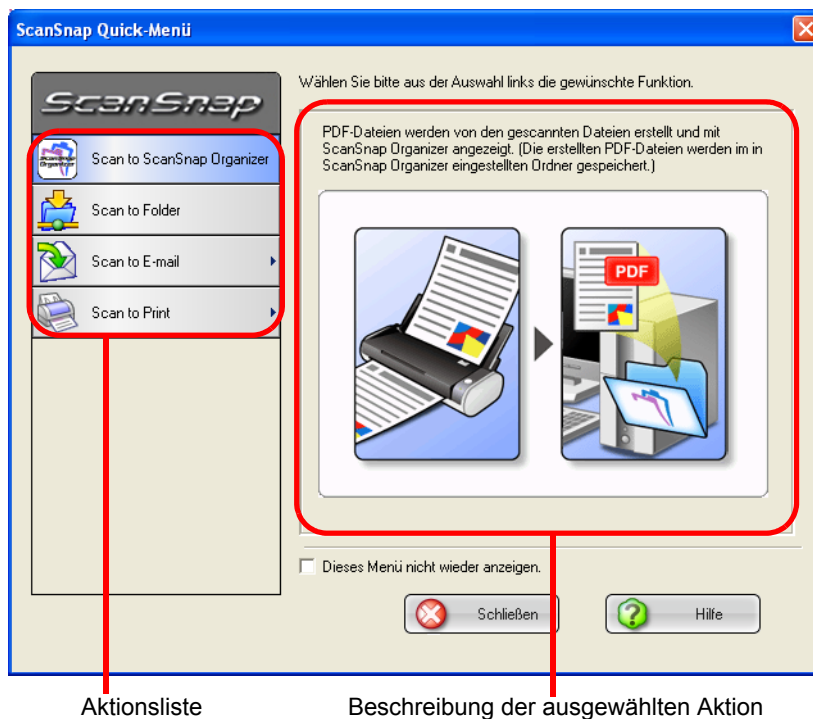 ScanSnap Quick-Menü
ScanSnap
Wählen Sie bitte aus der Auswahl links die gewünschte Funktion.
Scan to ScanSnap Organizer
Scan to Folder
Scan to E-mail
Scan to Print
PDF-Dateien werden von den gescannten Dateien erstellt und mit
ScanSnap Organizer angezeigt. (Die erstellten PDF-Dateien werden im in
ScanSnap Organizer eingestellten Ordner gespeichert.)
PDF
Dieses Menü nicht wieder anzeigen.
Schließen
Hilfe
Aktionsliste
Beschreibung der ausgewählten Aktion